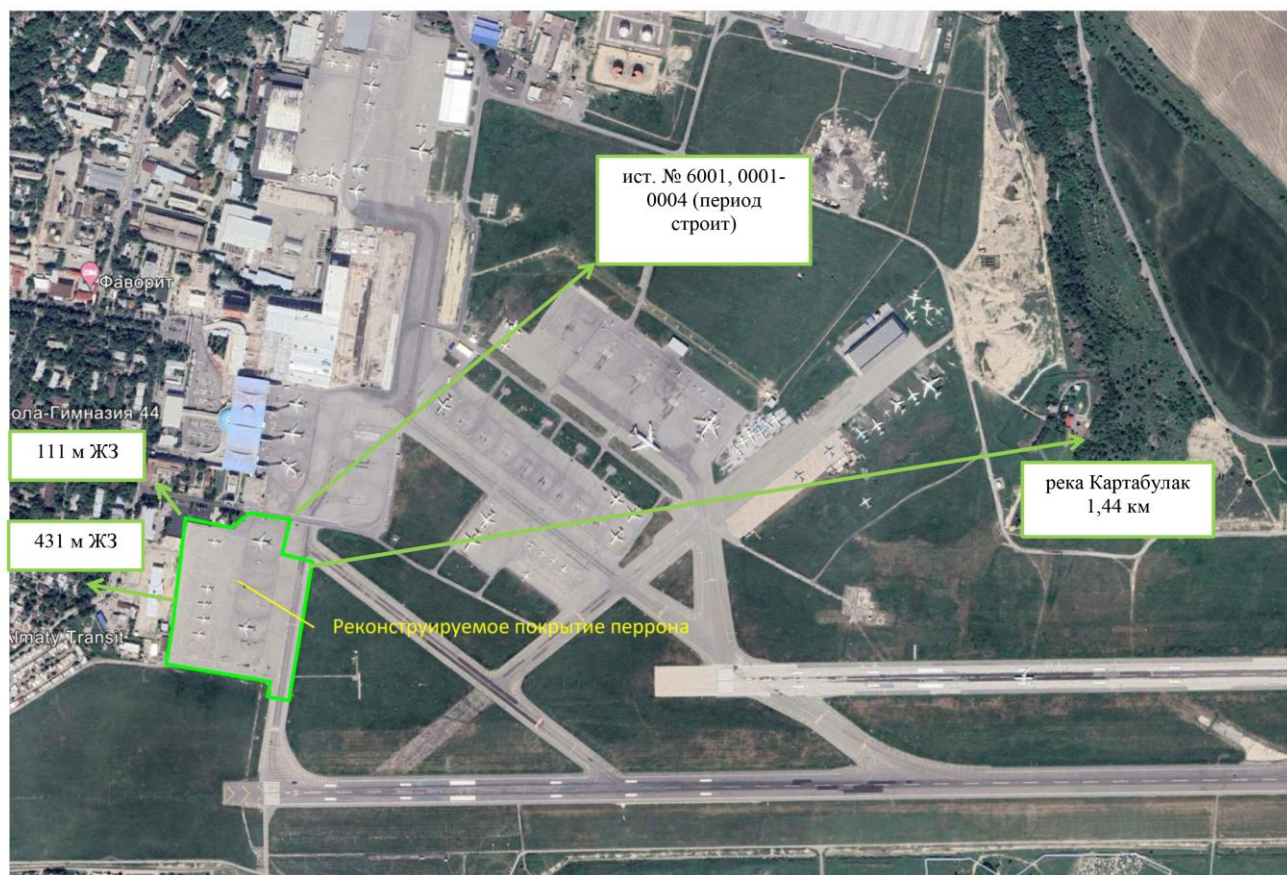 ист. № 6001, 0001-
0004 (период
строит)
Фаворит
ола-Гимназия 44
111 м ЖЗ
река Картабулак
1,44 км
431 м ЖЗ
Реконструируемое покрытие перрона
lmaty Transit